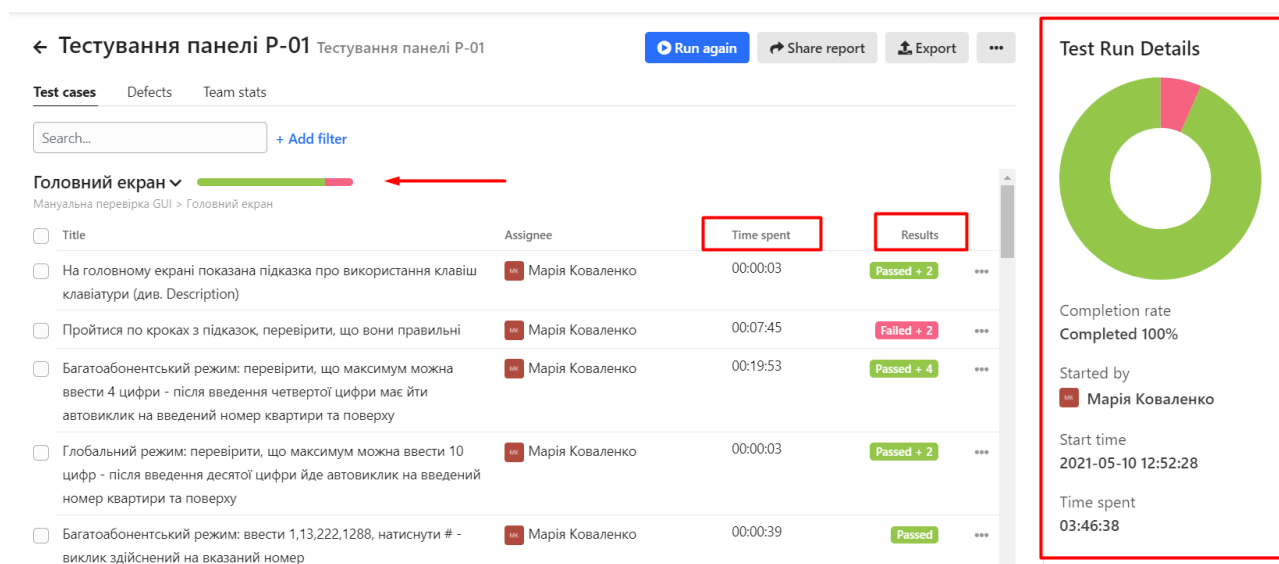 Тестування панелі P-01 Тестування панелі P-01
Run again
Share report
Export
Test cases
Defects
Team stats
Search...
+ Add filter
Головний екран
Мануальна перевірка GUI > Головний екран
Title
Assignee
Time spent
Results
На головному екрані показана підказка про використання клавіш
клавіатури (див. Description)
МК Марія Коваленко
00:00:03
Passed + 2
Пройтися по кроках з підказок, перевірити, що вони правильні
МК Марія Коваленко
00:07:45
Failed + 2
Багатоабонентський режим: перевірити, що максимум можна
ввести 4 цифри - після введення четвертої цифри має йти
автовиклик на введений номер квартири та поверху
МК Марія Коваленко
00:19:53
Passed + 4
Глобальний режим: перевірити, що максимум можна ввести 10
цифр - після введення десятої цифри йде автовиклик на введений
номер квартири та поверху
МК Марія Коваленко
00:00:03
Passed + 2
Багатоабонентський режим: ввести 1,13,222,1288, натиснути # -
виклик здійснений на вказаний номер
МК Марія Коваленко
00:00:39
Passed
Test Run Details
Completion rate
Completed 100%
Started by
МК Марія Коваленко
Start time
2021-05-10 12:52:28
Time spent
03:46:38